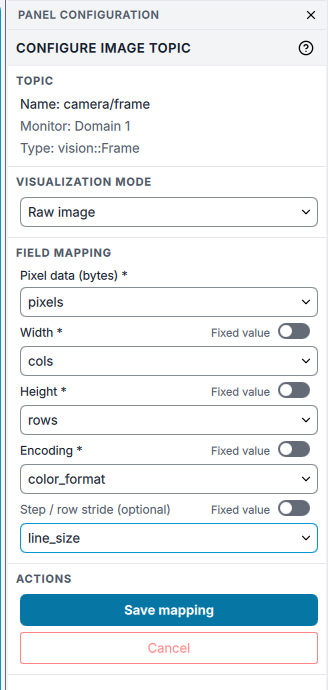 PANEL CONFIGURATION
CONFIGURE IMAGE TOPIC
TOPIC
Name: camera/frame
Monitor: Domain 1
Type: vision::Frame
VISUALIZATION MODE
Raw image
FIELD MAPPING
Pixel data (bytes) *
pixels
Width * Fixed value
cols
Height * Fixed value
rows
Encoding * Fixed value
color_format
Step / row stride (optional) Fixed value
line_size
ACTIONS
Save mapping
Cancel